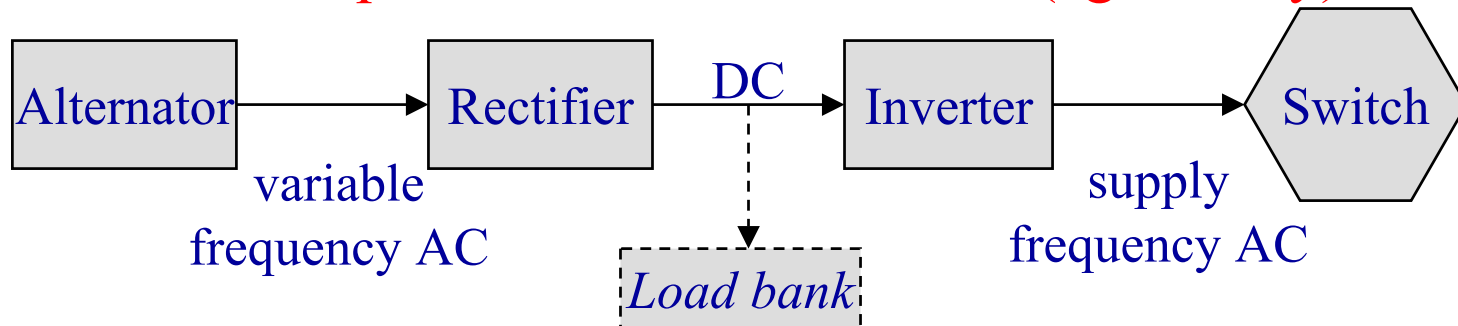 Alternator
Rectifier
DC
Inverter
Switch
variable
frequency AC
supply
frequency AC
Load bank